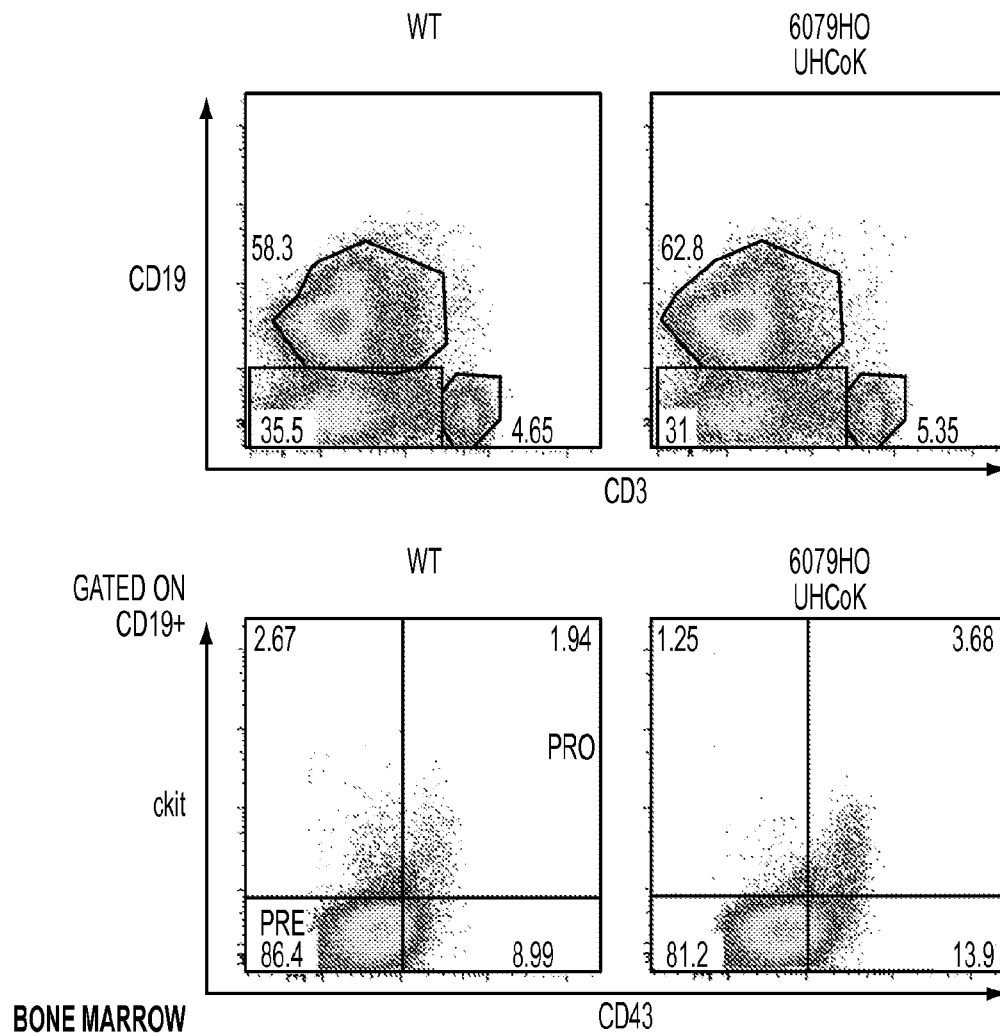 WT
6079HO
UHCoK
58.3
62.8
CD19
35.5
4.65
31
5.35
CD3
WT
6079HO
UHCoK
GATED ON
CD19+
2.67
1.94
1.25
3.68
PRO
ckit
PRE
86.4
8.99
81.2
13.9
CD43
BONE MARROW